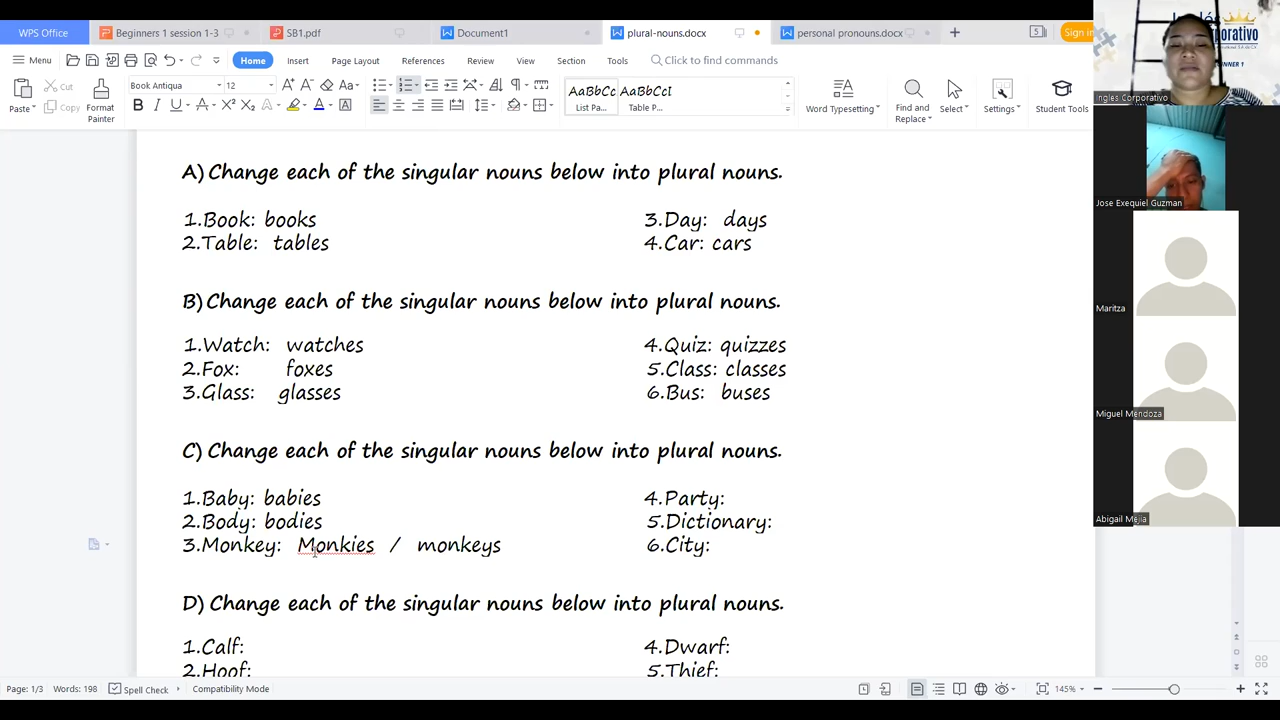 WPS Office
Beginners 1 session 1-3
SB1.pdf
Document1
plural-nouns.docx
personal pronouns.docx
5
Sign in
Menu
Home
Insert
Page Layout
References
Review
View
Section
Tools
Click to find commands
Paste
Cut
Copy
Format Painter
Book Antiqua
12
AaBbCc
List Pa...
AaBbCcI
Table P...
Word Typesetting
Find and Replace
Select
Settings
Student Tools
A) Change each of the singular nouns below into plural nouns.
1.Book: books
3.Day: days
2.Table: tables
4.Car: cars
B) Change each of the singular nouns below into plural nouns.
1.Watch: watches
4.Quiz: quizzes
2.Fox: foxes
5.Class: classes
3.Glass: glasses
6.Bus: buses
C) Change each of the singular nouns below into plural nouns.
1.Baby: babies
4.Party:
2.Body: bodies
5.Dictionary:
3.Monkey: Monkies / monkeys
6.City:
D) Change each of the singular nouns below into plural nouns.
1.Calf:
4.Dwarf:
2.Hoof:
5.Thief:
Page: 1/3
Words: 198
Spell Check
Compatibility Mode
145%
Ingles Corporativo
Jose Exequiel Guzman
Maritza
Miguel Mendoza
Abigail Mejia